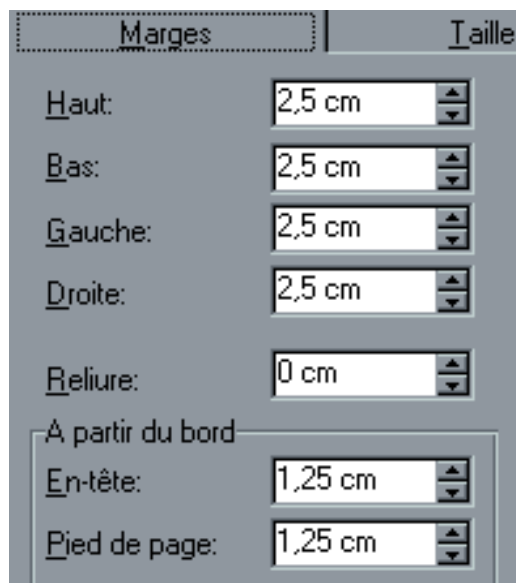 Marges Taille
Haut: 2,5 cm
Bas: 2,5 cm
Gauche: 2,5 cm
Droite: 2,5 cm
Reliure: 0 cm
A partir du bord
En-tête: 1,25 cm
Pied de page: 1,25 cm